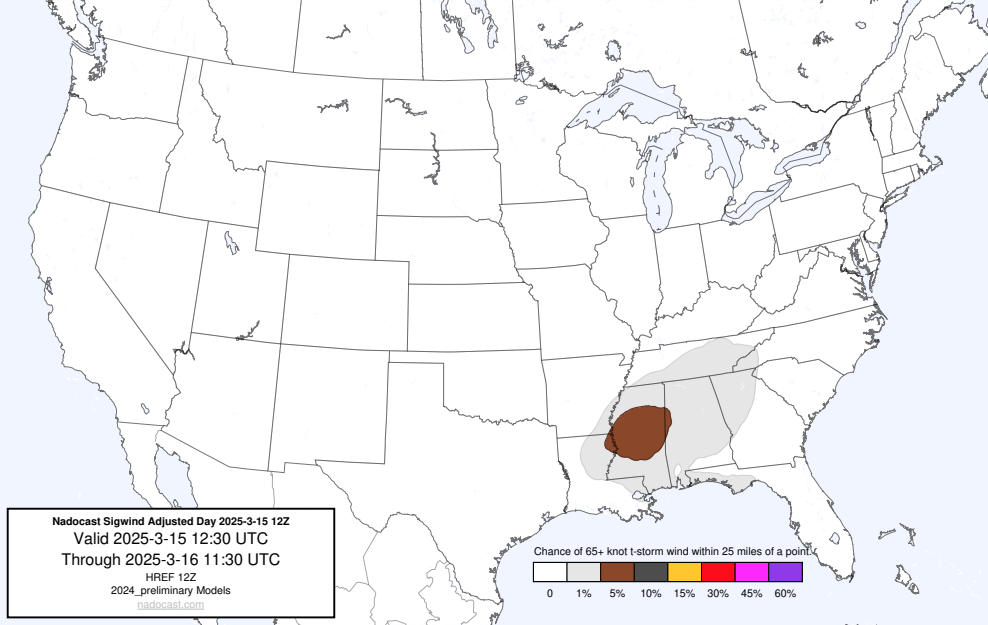 Nadocast Sigwind Adjusted Day 2025-3-15 12Z
Valid 2025-3-15 12:30 UTC
Through 2025-3-16 11:30 UTC
HREF 12Z
2024_preliminary Models
nadocast.com
Chance of 65+ knot t-storm wind within 25 miles of a point.
0 1% 5% 10% 15% 30% 45% 60%